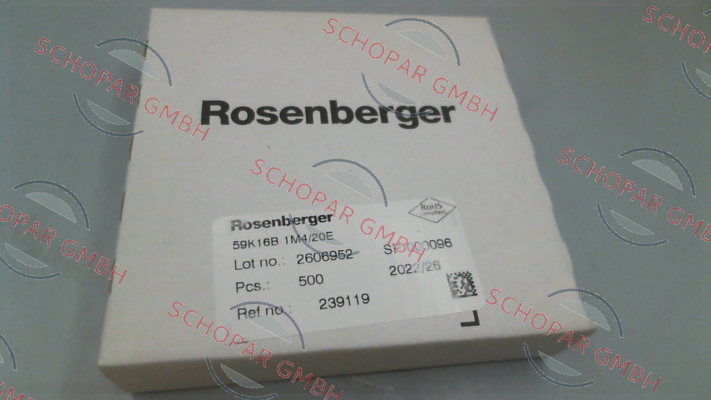 SCHOPAR GMBH
SCHOPAR GMBH
SCHOPAR GMBH
Rosenberger
SCHOPAR GMBH
SCHOPAR GMBH
SCHOPAR GMBH
Rosenberger
RoHS
59K16B 1M4/20E
Lot no.: 2606952
Pcs.: 500
2022/26
Ref no.: 239119
SCHOPAR GMBH
SCHOPAR GMBH